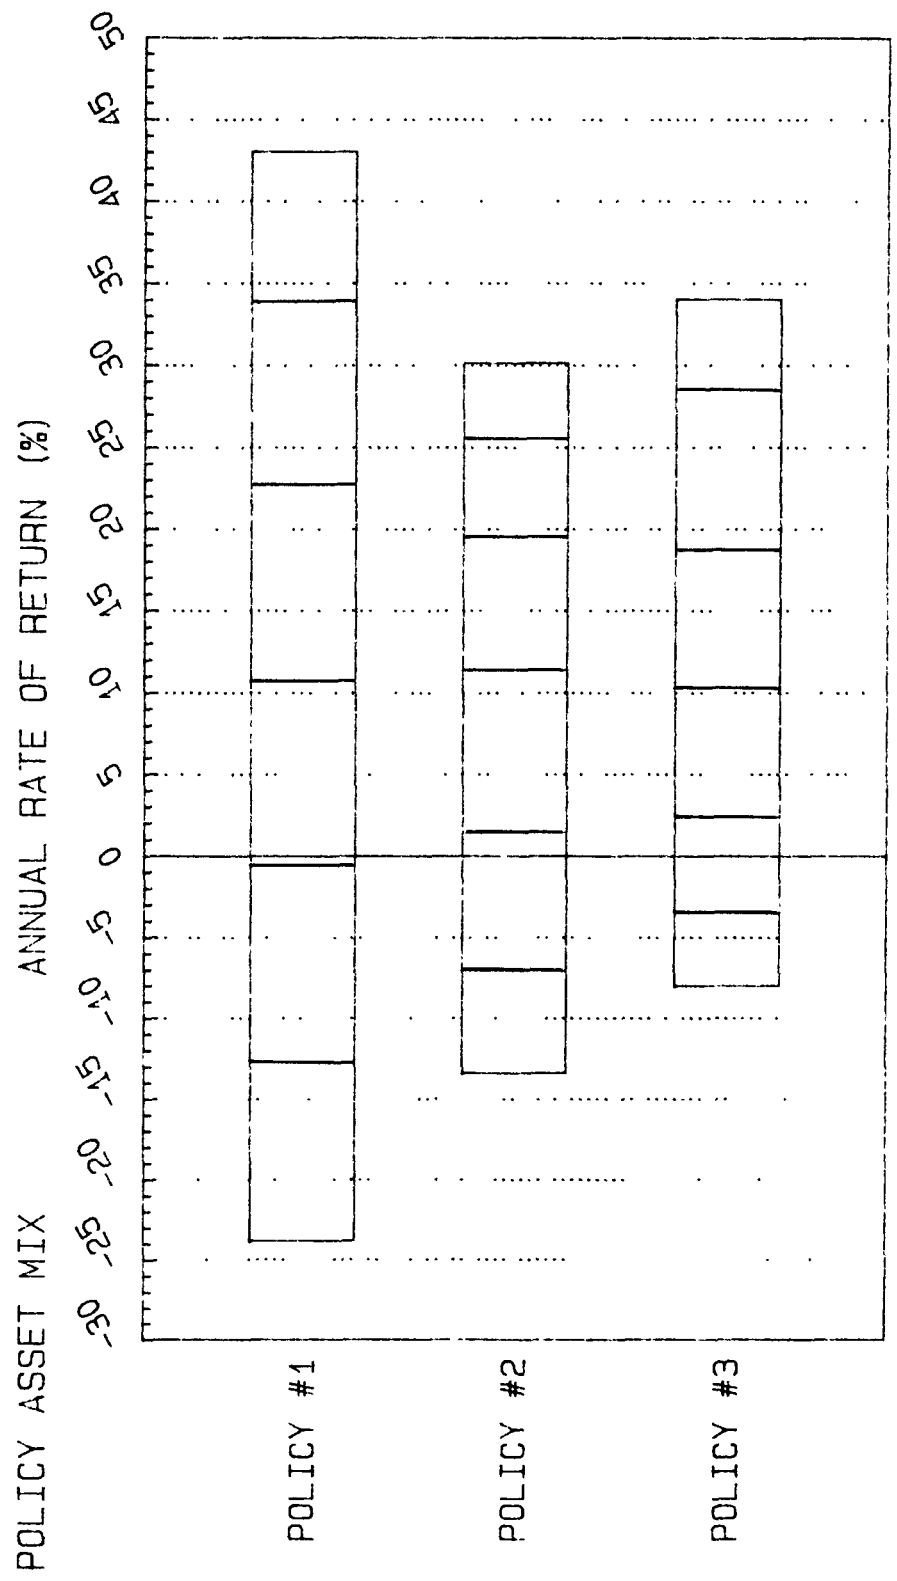 POLICY ASSET MIX ANNUAL RATE OF RETURN (%)
-30 -25 -20 -15 -10 -5 0 5 10 15 20 25 30 35 40 45 50
POLICY #1
POLICY #2
POLICY #3